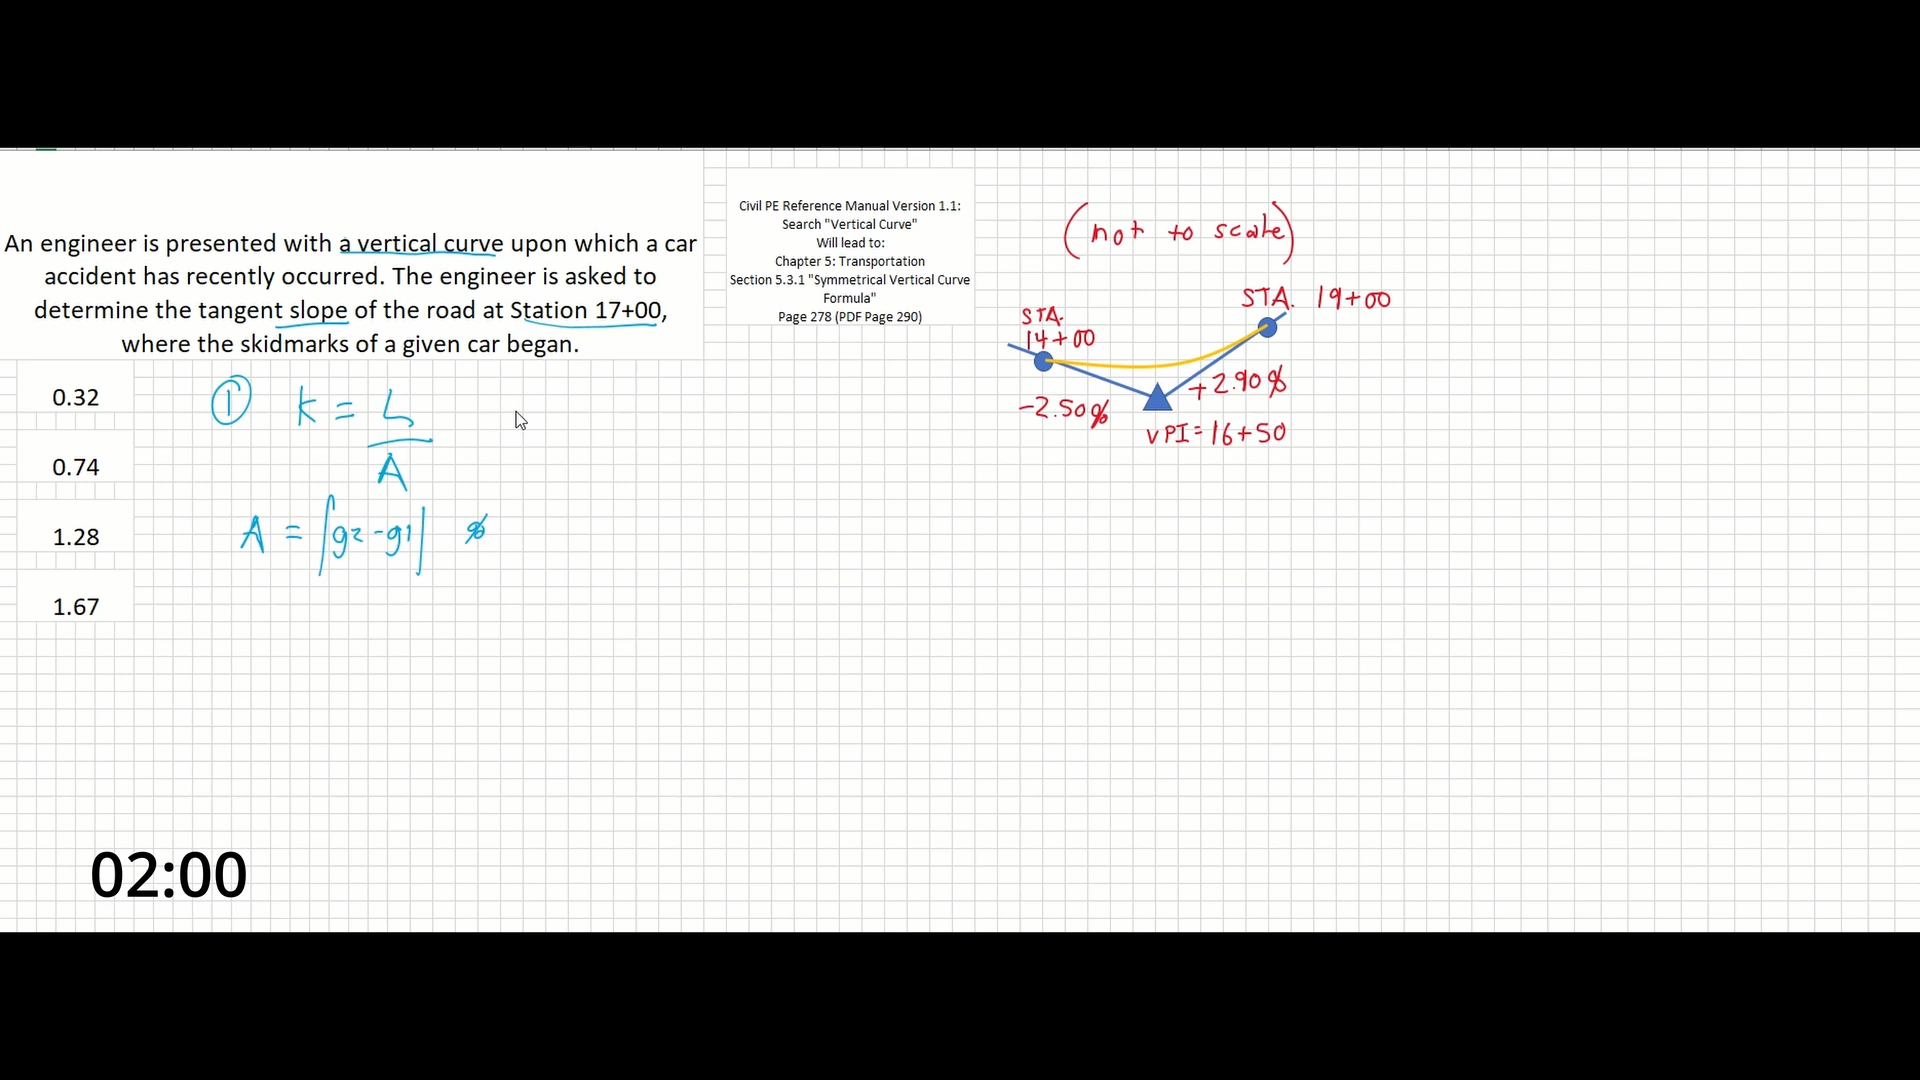 An engineer is presented with a vertical curve upon which a car
accident has recently occurred. The engineer is asked to
determine the tangent slope of the road at Station 17+00,
where the skidmarks of a given car began.
0.32
0.74
1.28
1.67
① K = L
A
A = |g2-g1| %
Civil PE Reference Manual Version 1.1:
Search "Vertical Curve"
Will lead to:
Chapter 5: Transportation
Section 5.3.1 "Symmetrical Vertical Curve
Formula"
Page 278 (PDF Page 290)
(not to scale)
STA. 19+00
STA.
14+00
+2.90%
-2.50%
VPI=16+50
02:00